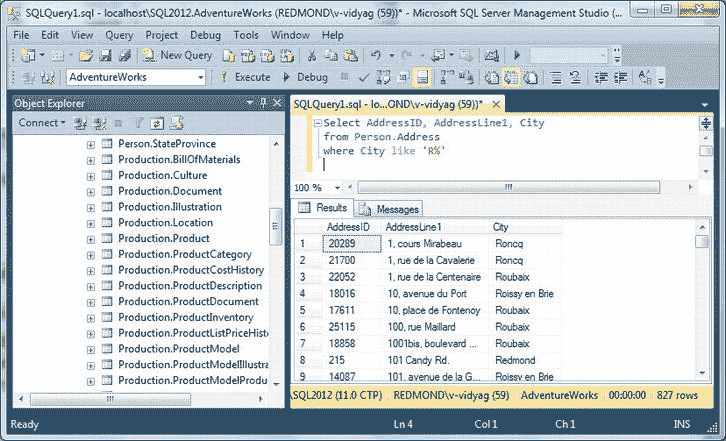 SQLQuery1.sql - localhost\SQL2012.AdventureWorks (REDMOND\v-vidyag (59))* - Microsoft SQL Server Management Studio (...
File Edit View Query Project Debug Tools Window Help
New Query
AdventureWorks Execute Debug
Object Explorer
Connect
Person.StateProvince
Production.BillOfMaterials
Production.Culture
Production.Document
Production.Illustration
Production.Location
Production.Product
Production.ProductCategory
Production.ProductCostHistory
Production.ProductDescription
Production.ProductDocument
Production.ProductInventory
Production.ProductListPriceHist
Production.ProductModel
Production.ProductModelIllustra
Production.ProductModelProdu
SQLQuery1.sql - lo...OND\v-vidyag (59))*
Select AddressID, AddressLine1, City
from Person.Address
where City like 'R%'
100 %
Results Messages
AddressID AddressLine1 City
1 20289 1, cours Mirabeau Roncq
2 21700 1, rue de la Cavalerie Roncq
3 22052 1, rue de la Centenaire Roubaix
4 18016 10, avenue du Port Roissy en Brie
5 17611 10, place de Fontenoy Roubaix
6 25115 100, rue Maillard Roubaix
7 18858 1001bis, boulevard ... Roubaix
8 215 101 Candy Rd. Redmond
9 14087 101, avenue de la G... Roissy en Brie
\SQL2012 (11.0 CTP) REDMOND\v-vidyag (59) AdventureWorks 00:00:00 827 rows
Ready Ln 4 Col 1 Ch 1 INS